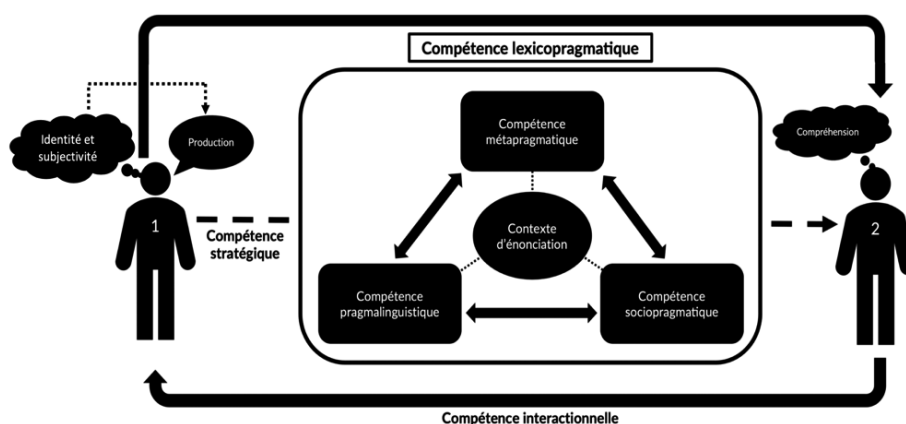 Compétence lexicopragmatique
Identité et
subjectivité
Production
Compétence
métapragmatique
Compréhension
1
Compétence
stratégique
Contexte
d'énonciation
2
Compétence
pragmalinguistique
Compétence
sociopragmatique
Compétence interactionnelle